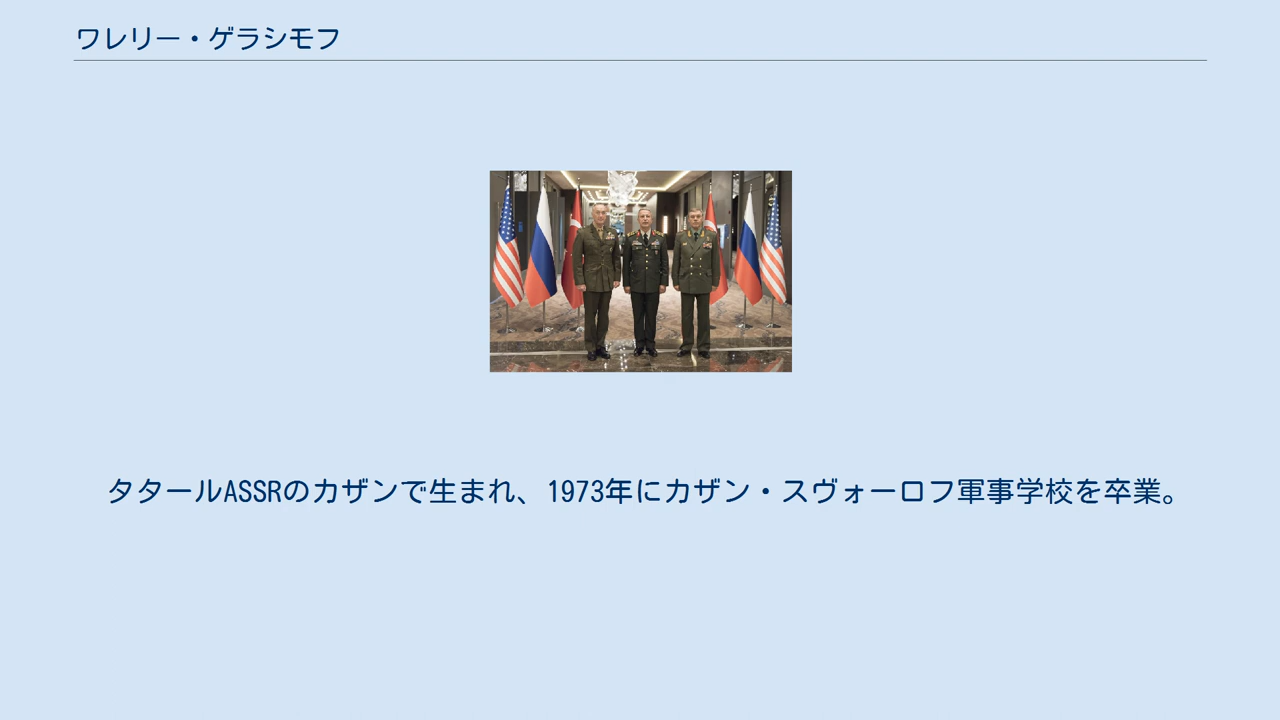 ワレリー・ゲラシモフ
タタールASSRのカザンで生まれ、1973年にカザン・スヴォーロフ軍事学校を卒業。